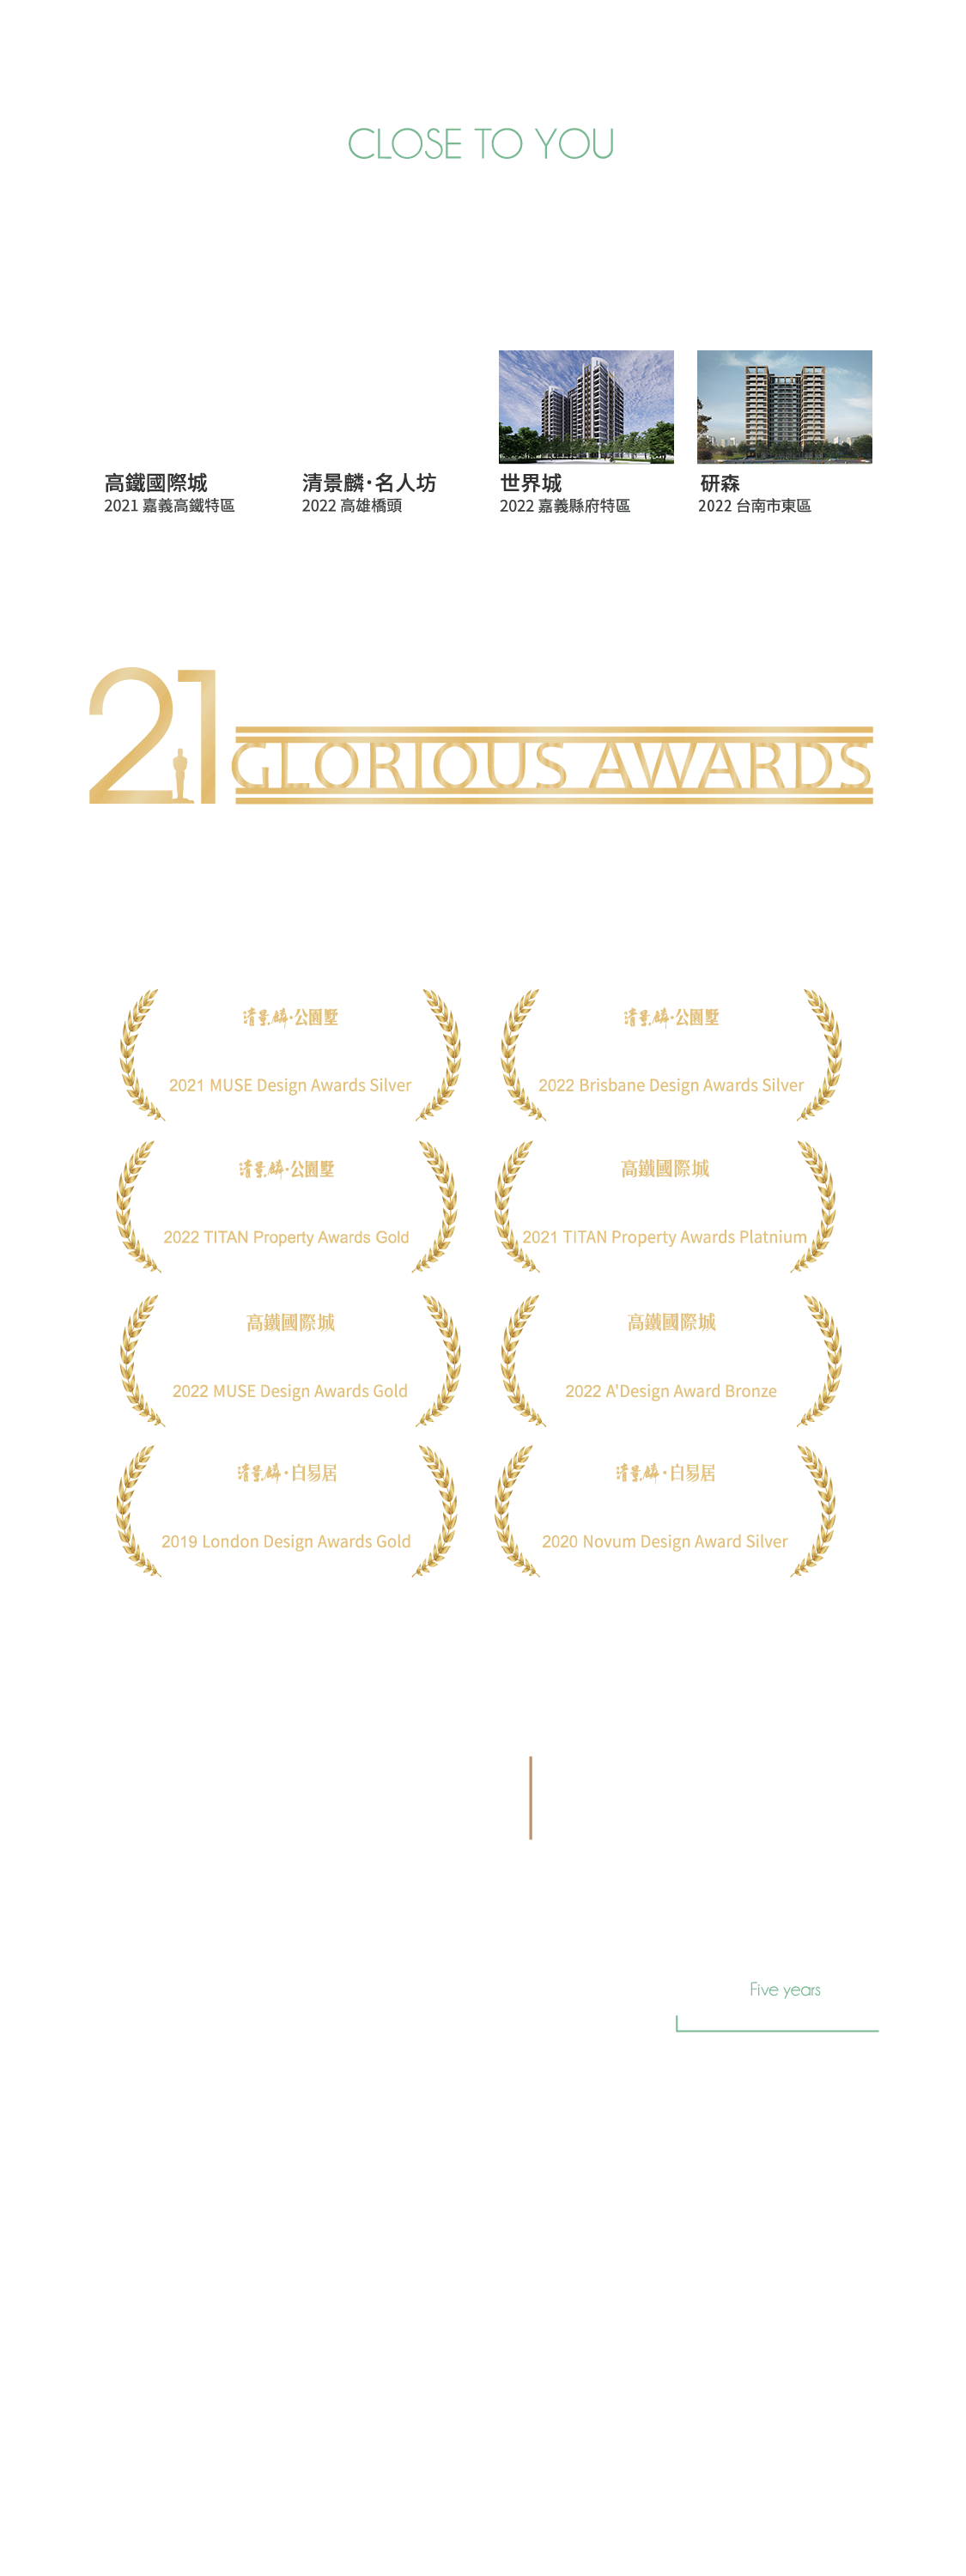 CLOSE TO YOU
高鐵國際城
2021 嘉義高鐵特區
清景麟･名人坊
2022 高雄橋頭
世界城
2022 嘉義縣府特區
研森
2022 台南市東區
21 GLORIOUS AWARDS
清景麟･公園墅
2021 MUSE Design Awards Silver
清景麟･公園墅
2022 Brisbane Design Awards Silver
清景麟･公園墅
2022 TITAN Property Awards Gold
高鐵國際城
2021 TITAN Property Awards Platnium
高鐵國際城
2022 MUSE Design Awards Gold
高鐵國際城
2022 A'Design Award Bronze
清景麟･白易居
2019 London Design Awards Gold
清景麟･白易居
2020 Novum Design Award Silver
Five years